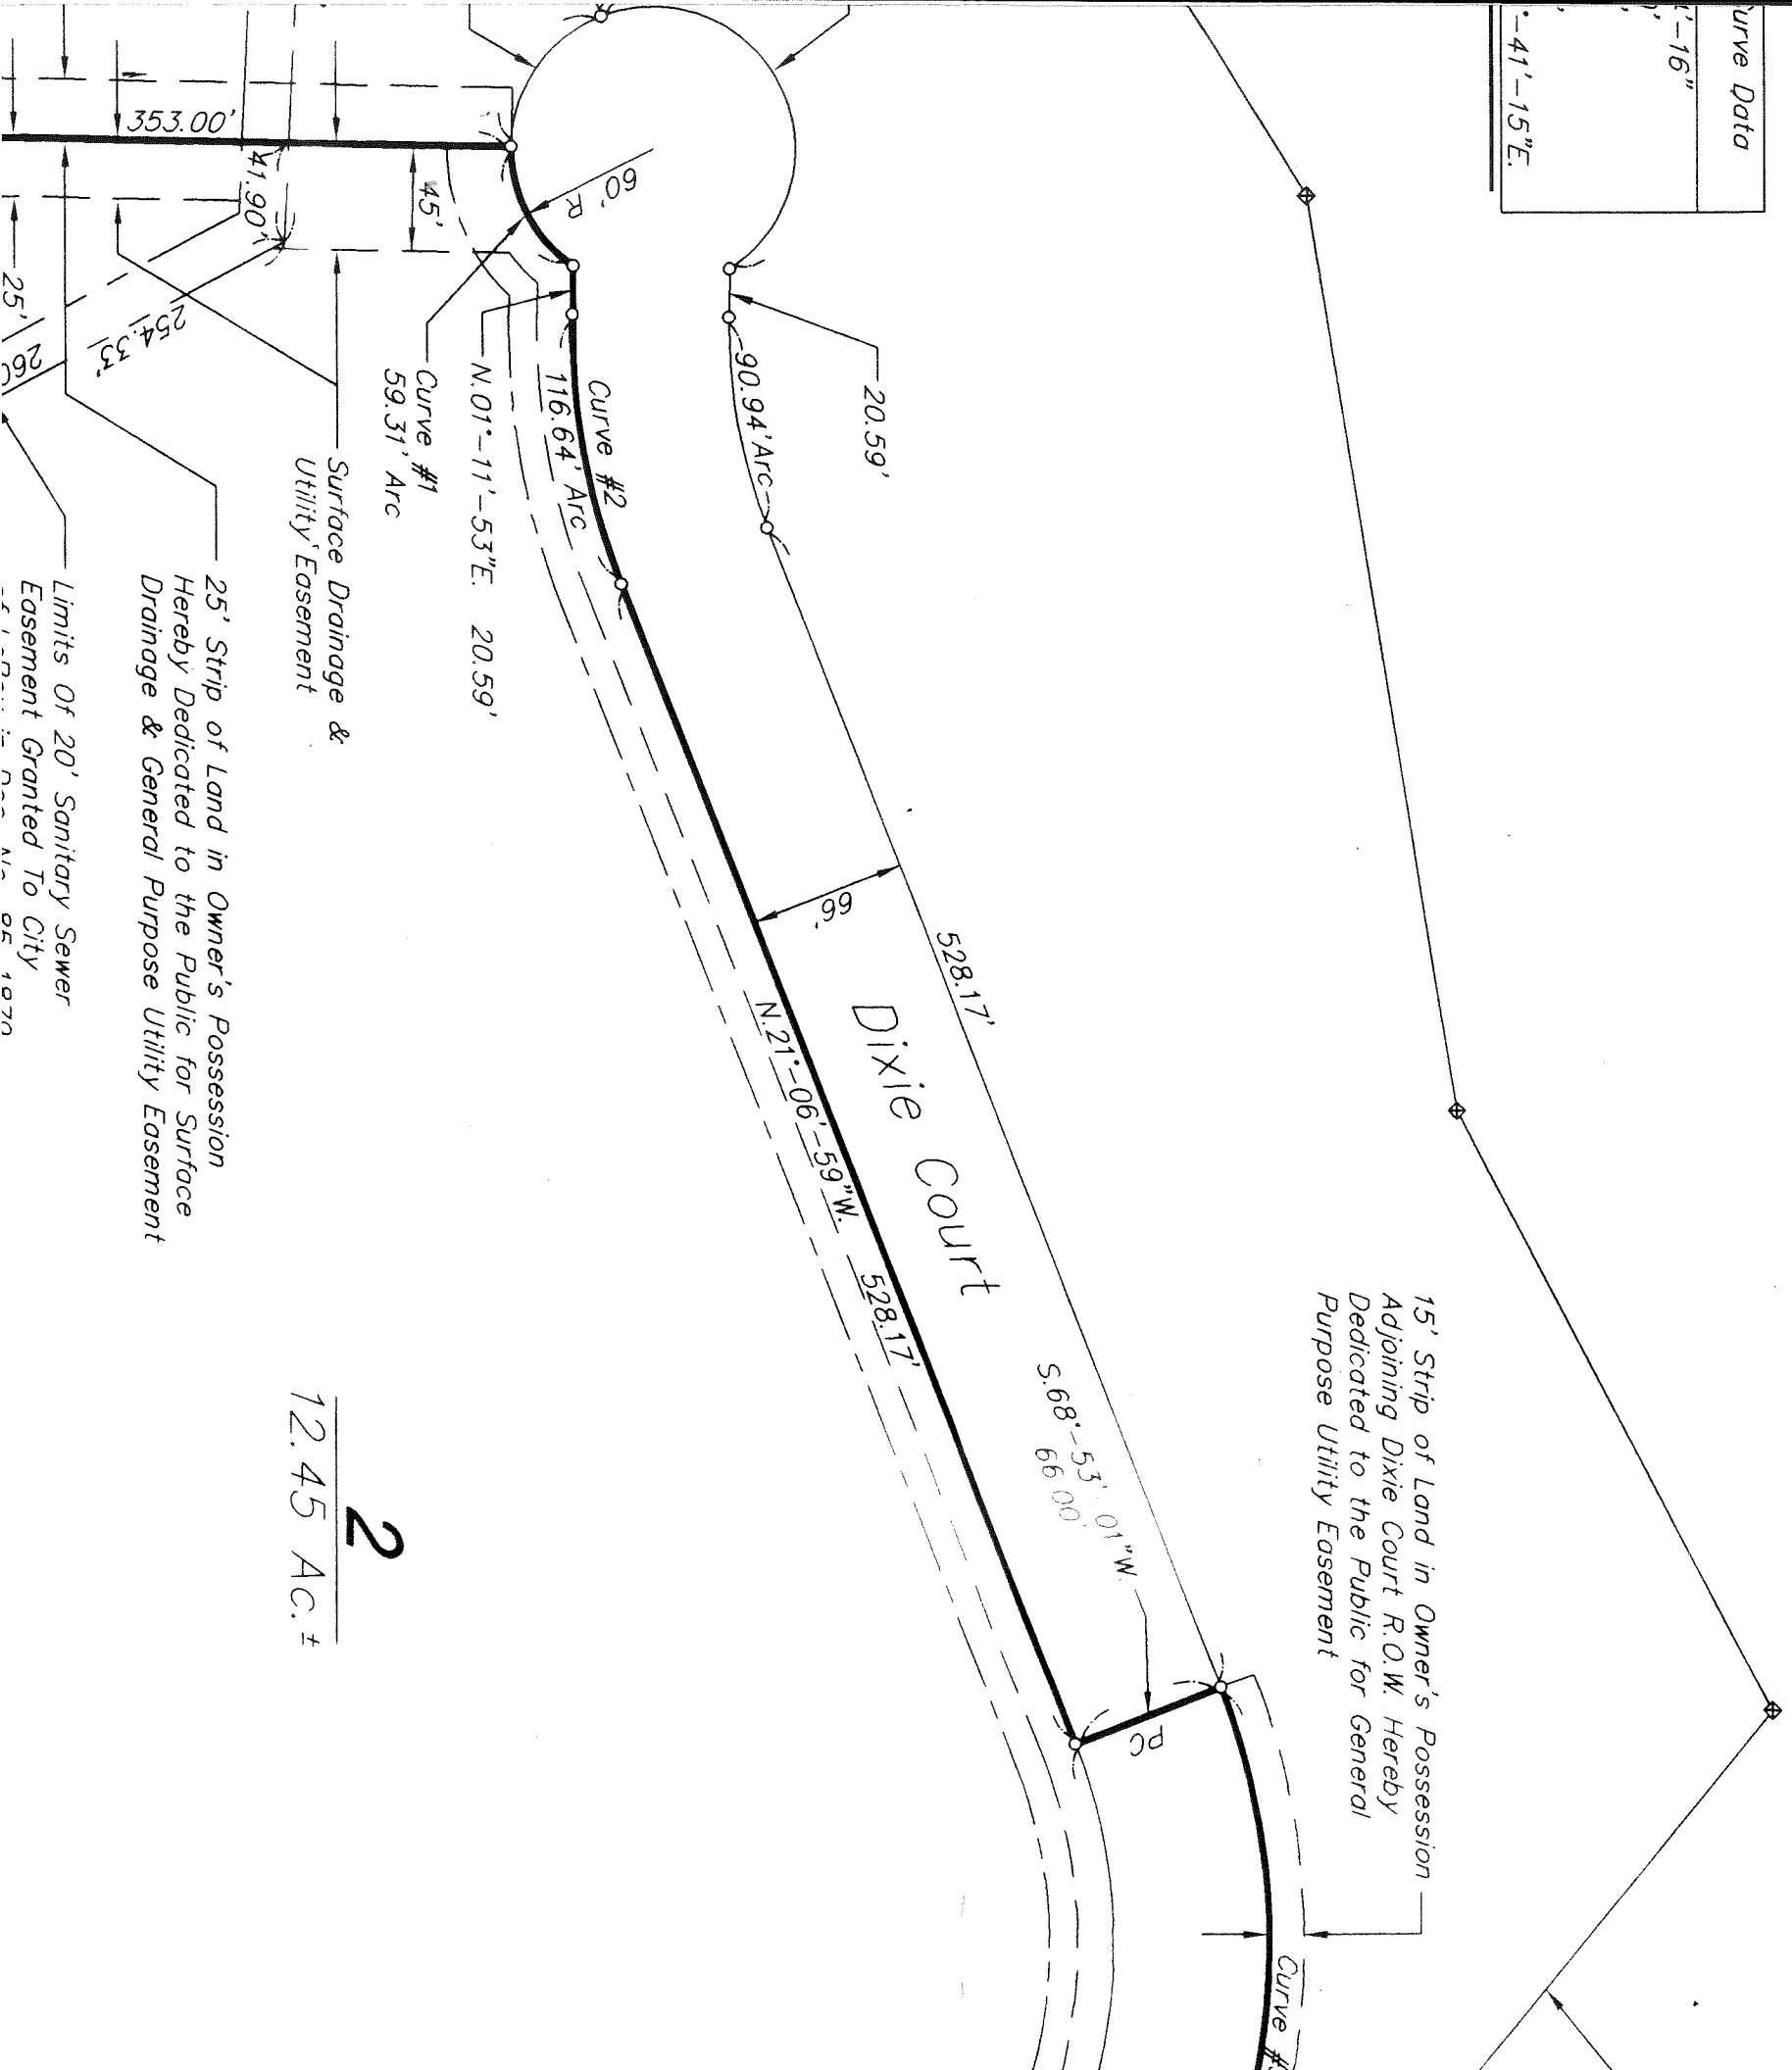 Curve Data
-16"
-41'-15"E.
353.00'
41.90'
45'
60' R
25'
254.33'
20.59'
90.94' Arc
Curve #2
116.64' Arc
N.01°-11'-53"E. 20.59'
Curve #1
59.31' Arc
Surface Drainage &
Utility Easement
25' Strip of Land in Owner's Possession
Hereby Dedicated to the Public for Surface
Drainage & General Purpose Utility Easement
Limits Of 20' Sanitary Sewer
Easement Granted To City
66'
528.17'
Dixie Court
N.21°-06'-59"W. 528.17'
S.68°-53'-01"W.
66.00'
15' Strip of Land in Owner's Possession
Adjoining Dixie Court R.O.W. Hereby
Dedicated to the Public for General
Purpose Utility Easement
2
12.45 Ac.±
Curve